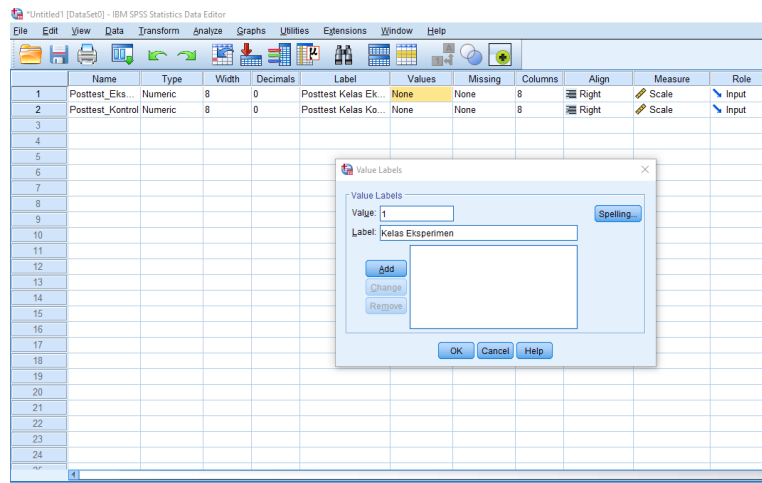 *Untitled1 [DataSet0] - IBM SPSS Statistics Data Editor
File Edit View Data Transform Analyze Graphs Utilities Extensions Window Help
Name Type Width Decimals Label Values Missing Columns Align Measure Role
1 Posttest_Eks... Numeric 8 0 Posttest Kelas Ek... None None 8 Right Scale Input
2 Posttest_Kontrol Numeric 8 0 Posttest Kelas Ko... None None 8 Right Scale Input
3
4
5
6
7
8
9
10
11
12
13
14
15
16
17
18
19
20
21
22
23
24
Value Labels
Value Labels
Value: 1
Spelling...
Label: Kelas Eksperimen
Add
Change
Remove
OK Cancel Help